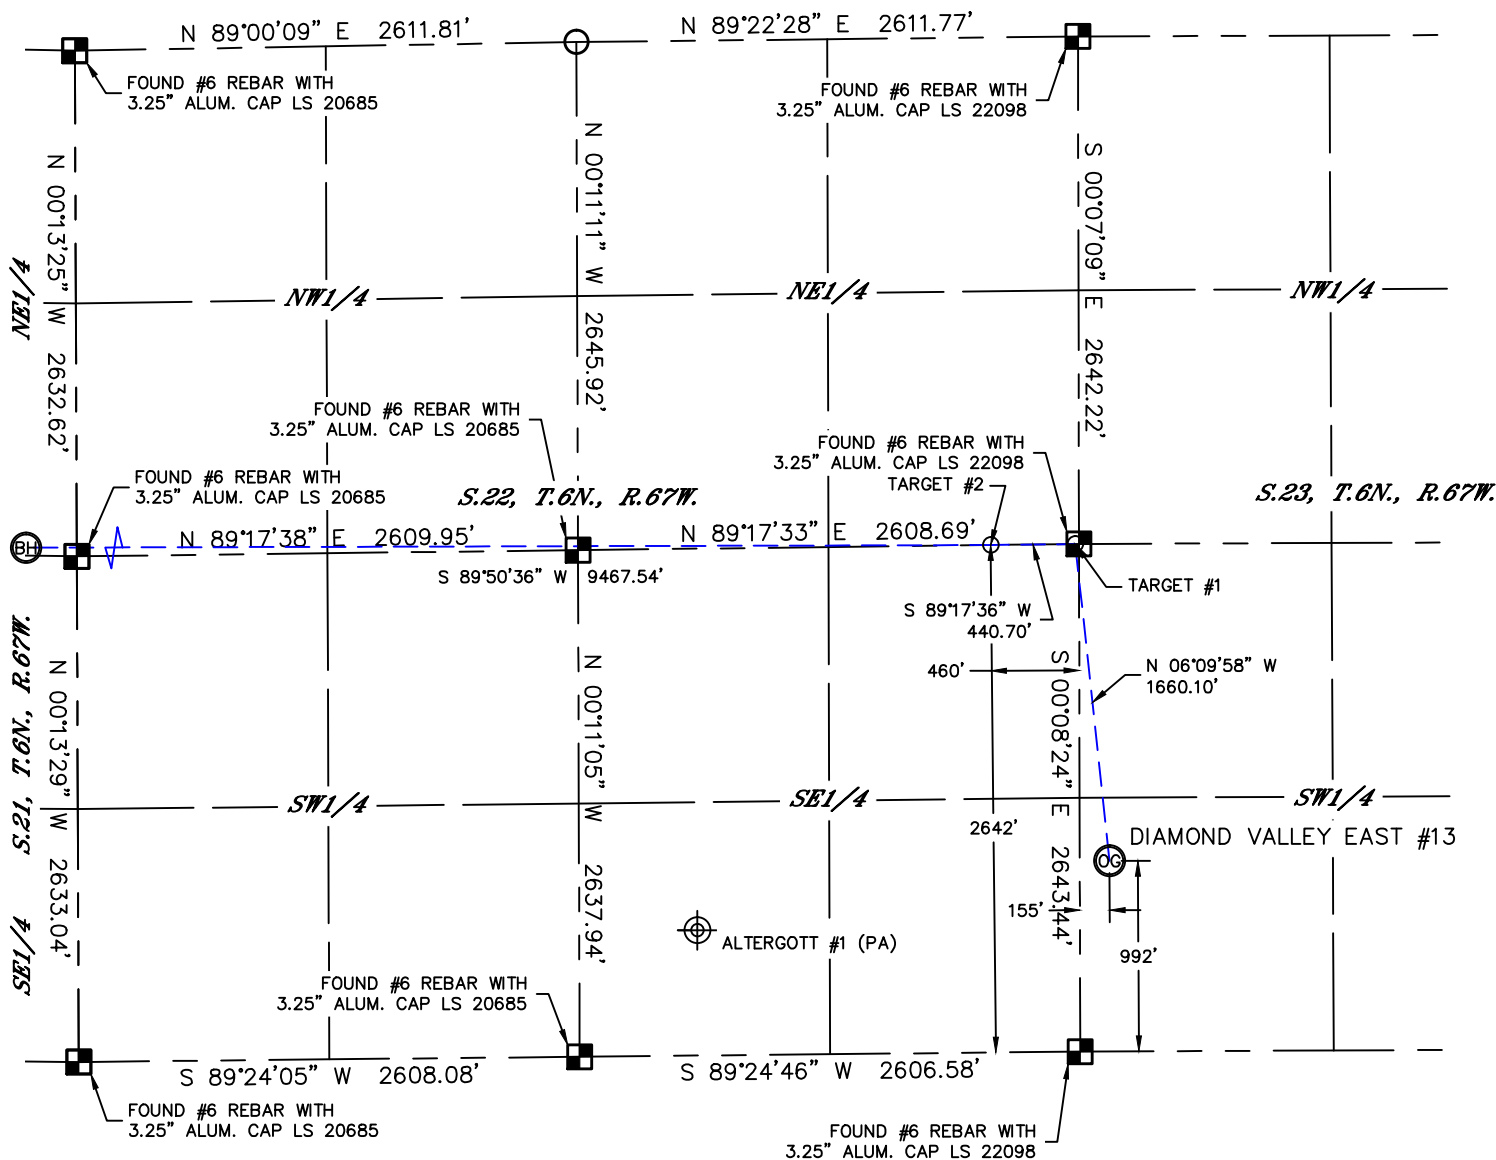 N 89°00'09" E 2611.81'
N 89°22'28" E 2611.77'
FOUND #6 REBAR WITH
3.25" ALUM. CAP LS 20685
FOUND #6 REBAR WITH
3.25" ALUM. CAP LS 22098
N 00°13'25" W 2632.62'
N 00°11'11" W 2645.92'
S 00°07'09" E 2642.22'
NE1/4
NW1/4
NE1/4
NW1/4
FOUND #6 REBAR WITH
3.25" ALUM. CAP LS 20685
FOUND #6 REBAR WITH
3.25" ALUM. CAP LS 22098
TARGET #2
FOUND #6 REBAR WITH
3.25" ALUM. CAP LS 20685
S.22, T.6N., R.67W.
S.23, T.6N., R.67W.
BH
N 89°17'38" E 2609.95'
N 89°17'33" E 2608.69'
S 89°50'36" W 9467.54'
TARGET #1
S 89°17'36" W
440.70'
460'
N 06°09'58" W
1660.10'
S.21, T.6N., R.67W.
N 00°13'29" W 2633.04'
N 00°11'05" W 2637.94'
S 00°08'24" E 2643.44'
SW1/4
SE1/4
SW1/4
2642'
DIAMOND VALLEY EAST #13
OG
155'
992'
SE1/4
ALTERGOTT #1 (PA)
FOUND #6 REBAR WITH
3.25" ALUM. CAP LS 20685
S 89°24'05" W 2608.08'
S 89°24'46" W 2606.58'
FOUND #6 REBAR WITH
3.25" ALUM. CAP LS 20685
FOUND #6 REBAR WITH
3.25" ALUM. CAP LS 22098